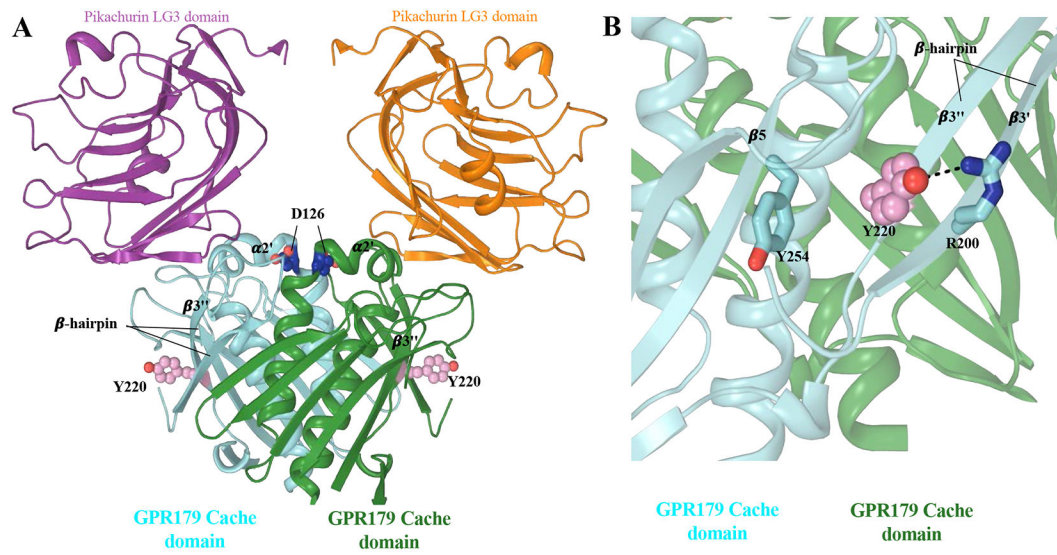 A
Pikachurin LG3 domain
Pikachurin LG3 domain
D126
α2'
α2'
β3''
β-hairpin
β3''
Y220
Y220
GPR179 Cache
domain
GPR179 Cache
domain
B
β-hairpin
β3''
β3'
β5
Y220
R200
Y254
GPR179 Cache
domain
GPR179 Cache
domain